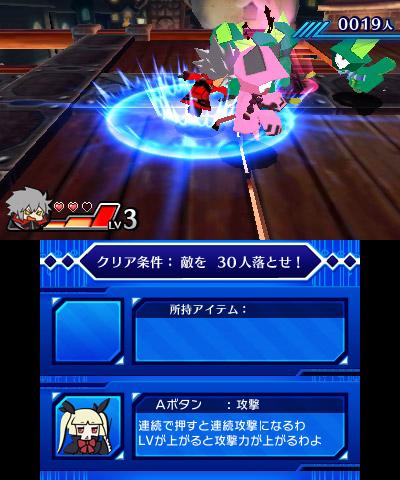 0019人
LV3
クリア条件：敵を 30人落とせ！
所持アイテム：
Aボタン ：攻撃
連続で押すと連続攻撃になるわ
LVが上がると攻撃力が上がるわよ